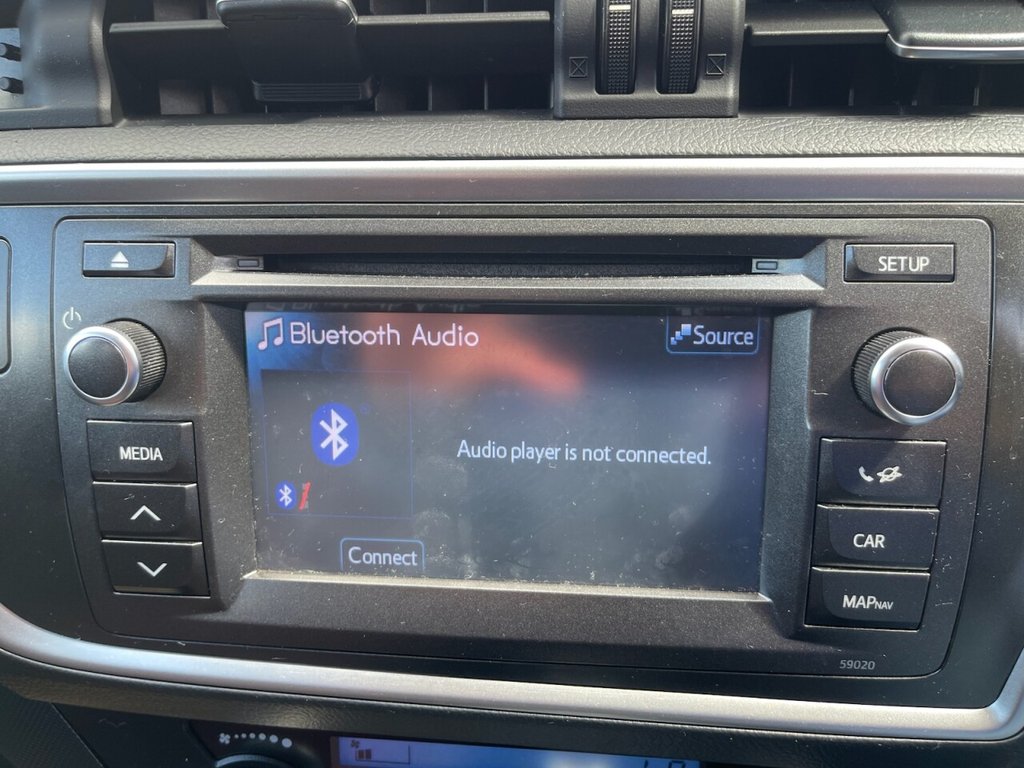 SETUP
Bluetooth Audio
Source
MEDIA
Audio player is not connected.
CAR
Connect
MAPNAV
59020